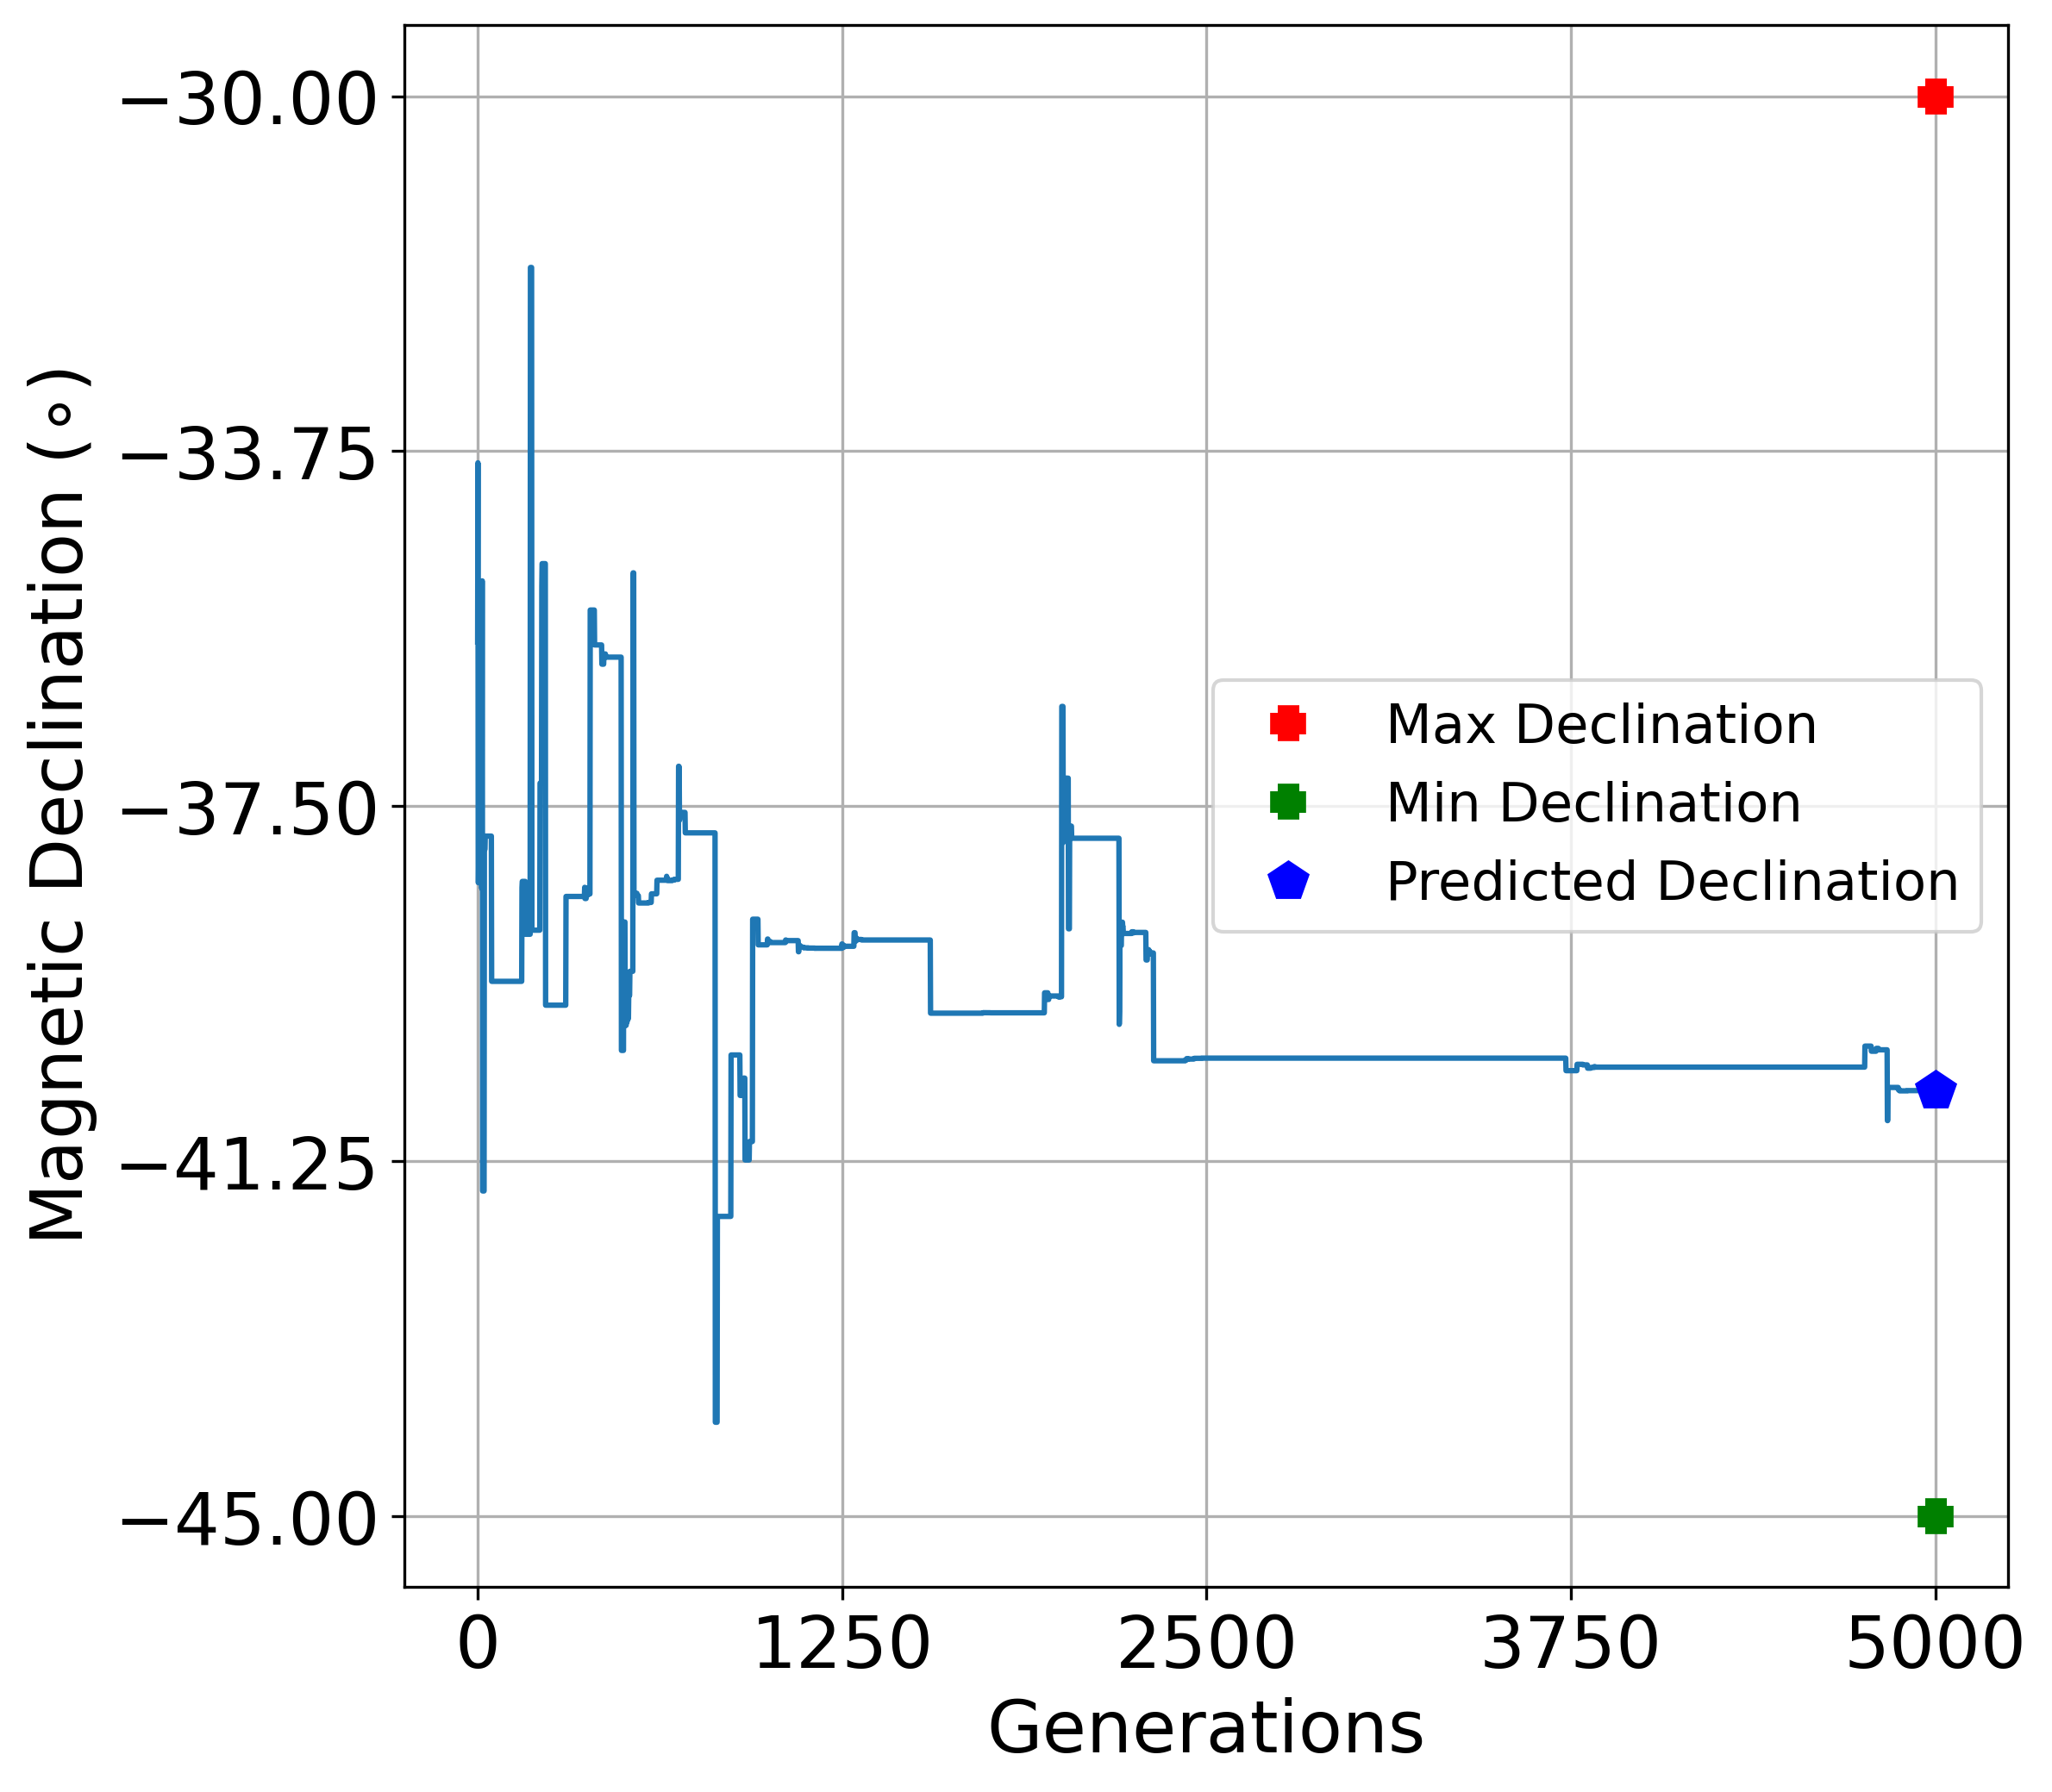 Magnetic Declination (∘)
−30.00
−33.75
−37.50
−41.25
−45.00
Max Declination
Min Declination
Predicted Declination
0 1250 2500 3750 5000
Generations